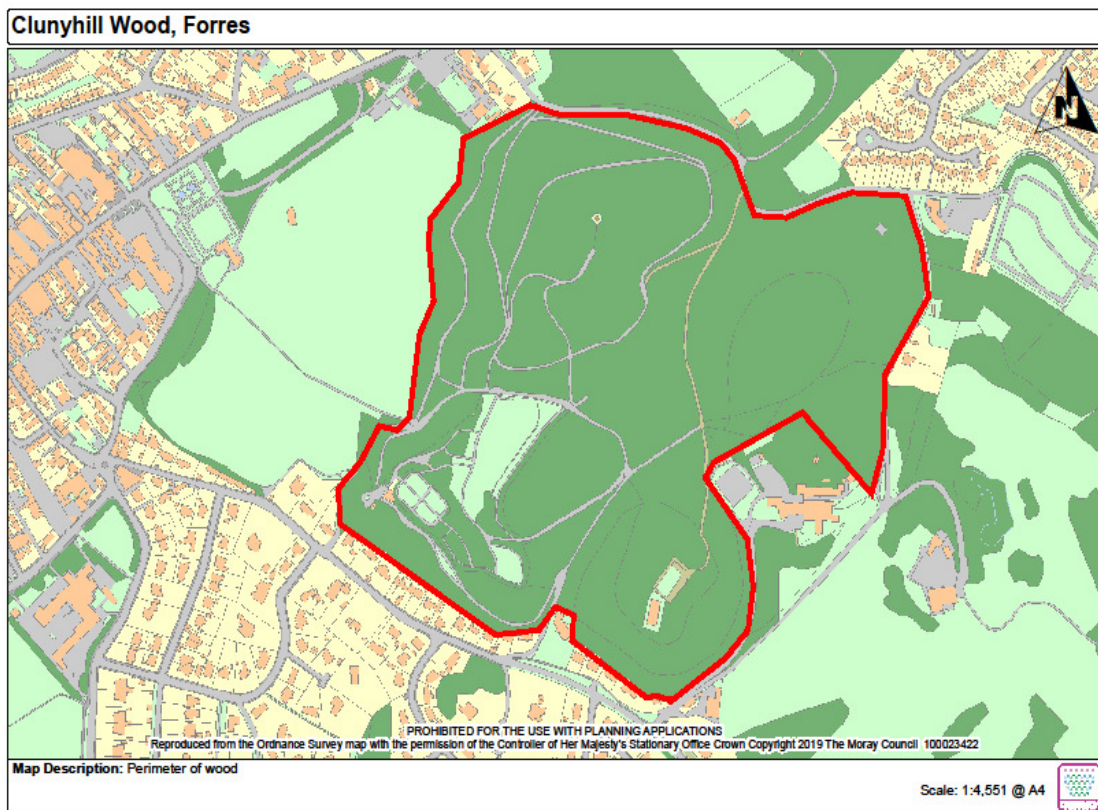 Clunyhill Wood, Forres
N
PROHIBITED FOR THE USE WITH PLANNING APPLICATIONS
Reproduced from the Ordnance Survey map with the permission of the Controller of Her Majesty's Stationary Office Crown Copyright 2019 The Moray Council 100023422
Map Description: Perimeter of wood
Scale: 1:4,551 @ A4